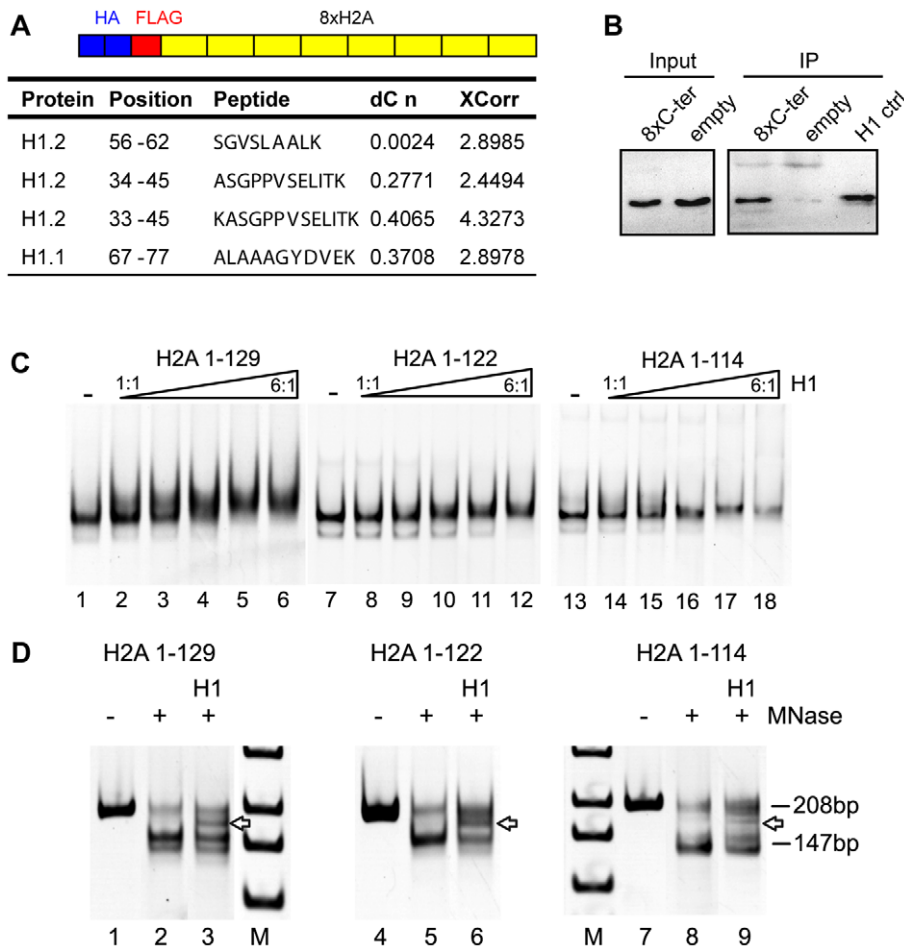 A
HA FLAG 8xH2A
Protein Position Peptide dC n XCorr
H1.2 56 -62 SGVSLAALK 0.0024 2.8985
H1.2 34 -45 ASGPPVSELITK 0.2771 2.4494
H1.2 33 -45 KASGPPVSELITK 0.4065 4.3273
H1.1 67 -77 ALAAAGYDVEK 0.3708 2.8978
B
Input IP
8xC-ter empty 8xC-ter empty H1 ctrl
C
H2A 1-129 H2A 1-122 H2A 1-114
- 1:1 6:1 - 1:1 6:1 - 1:1 6:1 H1
1 2 3 4 5 6 7 8 9 10 11 12 13 14 15 16 17 18
D
H2A 1-129 H2A 1-122 H2A 1-114
H1 H1 H1
- + + - + + - + + MNase
208bp
147bp
1 2 3 M 4 5 6 M 7 8 9